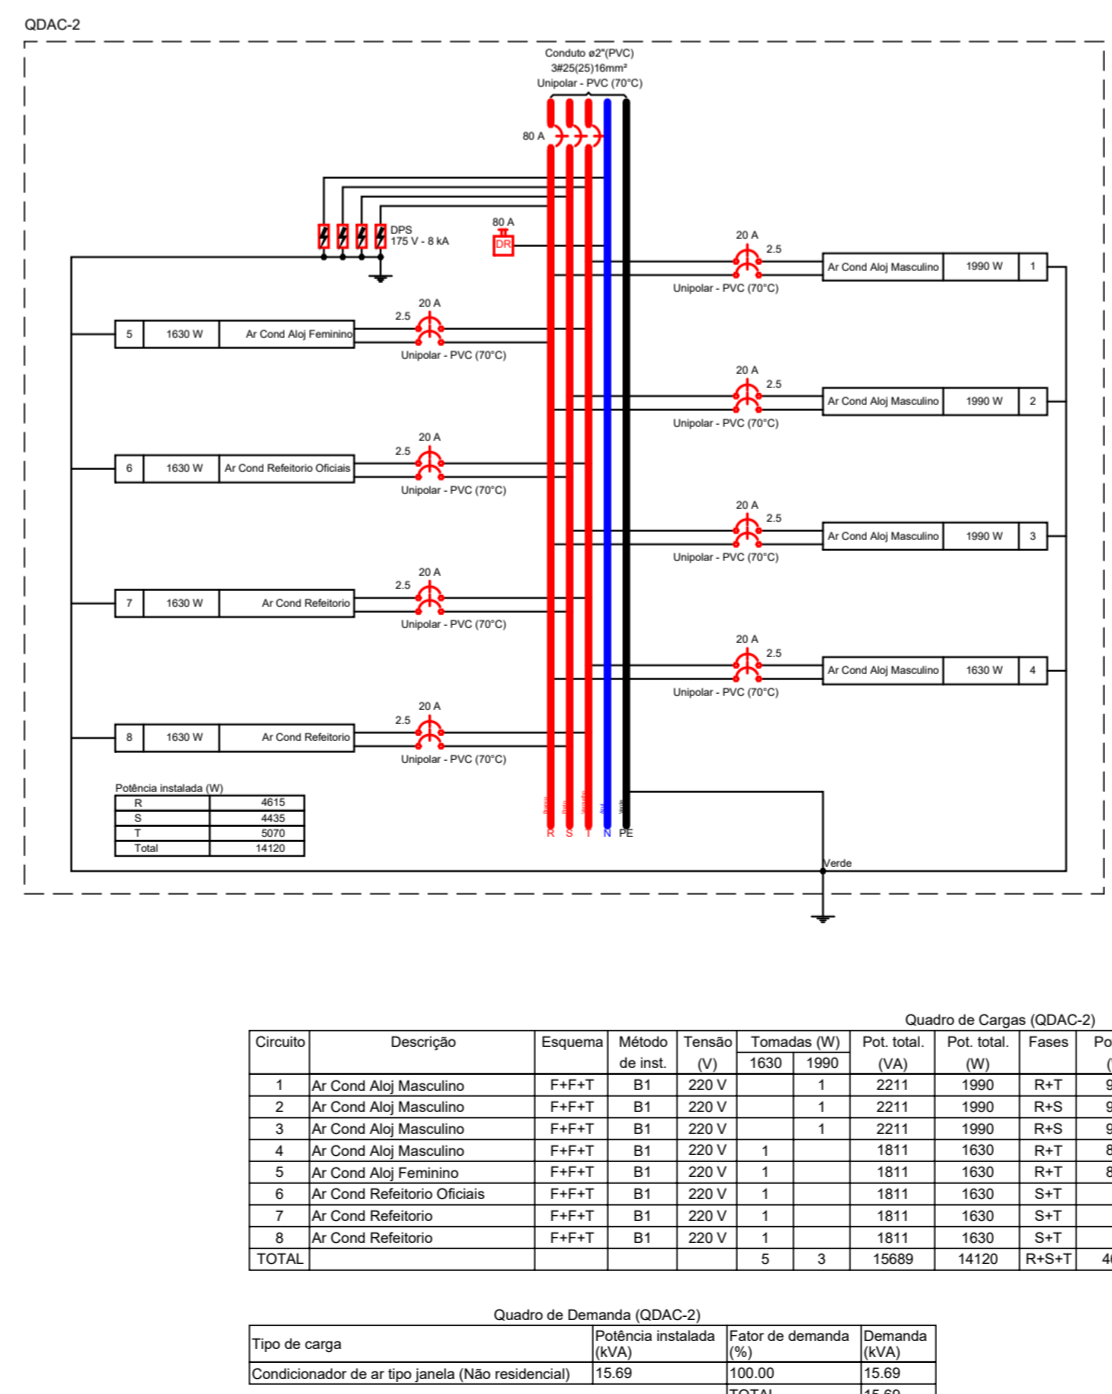 QDAC-2
Conduto ø2"(PVC)
3#25(25)16mm²
Unipolar - PVC (70°C)
80 A
DPS
175 V - 8 kA
80 A
DR
20 A
2.5
Ar Cond Aloj Masculino 1990 W 1
Unipolar - PVC (70°C)
20 A
2.5
5 1630 W Ar Cond Aloj Feminino
Unipolar - PVC (70°C)
20 A
2.5
Ar Cond Aloj Masculino 1990 W 2
Unipolar - PVC (70°C)
20 A
2.5
6 1630 W Ar Cond Refeitorio Oficiais
Unipolar - PVC (70°C)
20 A
2.5
Ar Cond Aloj Masculino 1990 W 3
Unipolar - PVC (70°C)
20 A
2.5
7 1630 W Ar Cond Refeitorio
Unipolar - PVC (70°C)
20 A
2.5
Ar Cond Aloj Masculino 1630 W 4
Unipolar - PVC (70°C)
20 A
2.5
8 1630 W Ar Cond Refeitorio
Unipolar - PVC (70°C)
Potência instalada (W)
R 4615
S 4435
T 5070
Total 14120
R S T N PE
Verde
Quadro de Cargas (QDAC-2)
Circuito Descrição Esquema Método de inst. Tensão (V) Tomadas (W) Pot. total. (VA) Pot. total. (W) Fases
1630 1990
1 Ar Cond Aloj Masculino F+F+T B1 220 V 1 2211 1990 R+T
2 Ar Cond Aloj Masculino F+F+T B1 220 V 1 2211 1990 R+S
3 Ar Cond Aloj Masculino F+F+T B1 220 V 1 2211 1990 R+S
4 Ar Cond Aloj Masculino F+F+T B1 220 V 1 1811 1630 R+T
5 Ar Cond Aloj Feminino F+F+T B1 220 V 1 1811 1630 R+T
6 Ar Cond Refeitorio Oficiais F+F+T B1 220 V 1 1811 1630 S+T
7 Ar Cond Refeitorio F+F+T B1 220 V 1 1811 1630 S+T
8 Ar Cond Refeitorio F+F+T B1 220 V 1 1811 1630 S+T
TOTAL 5 3 15689 14120 R+S+T
Quadro de Demanda (QDAC-2)
Tipo de carga Potência instalada (kVA) Fator de demanda (%) Demanda (kVA)
Condicionador de ar tipo janela (Não residencial) 15.69 100.00 15.69
TOTAL 15.69